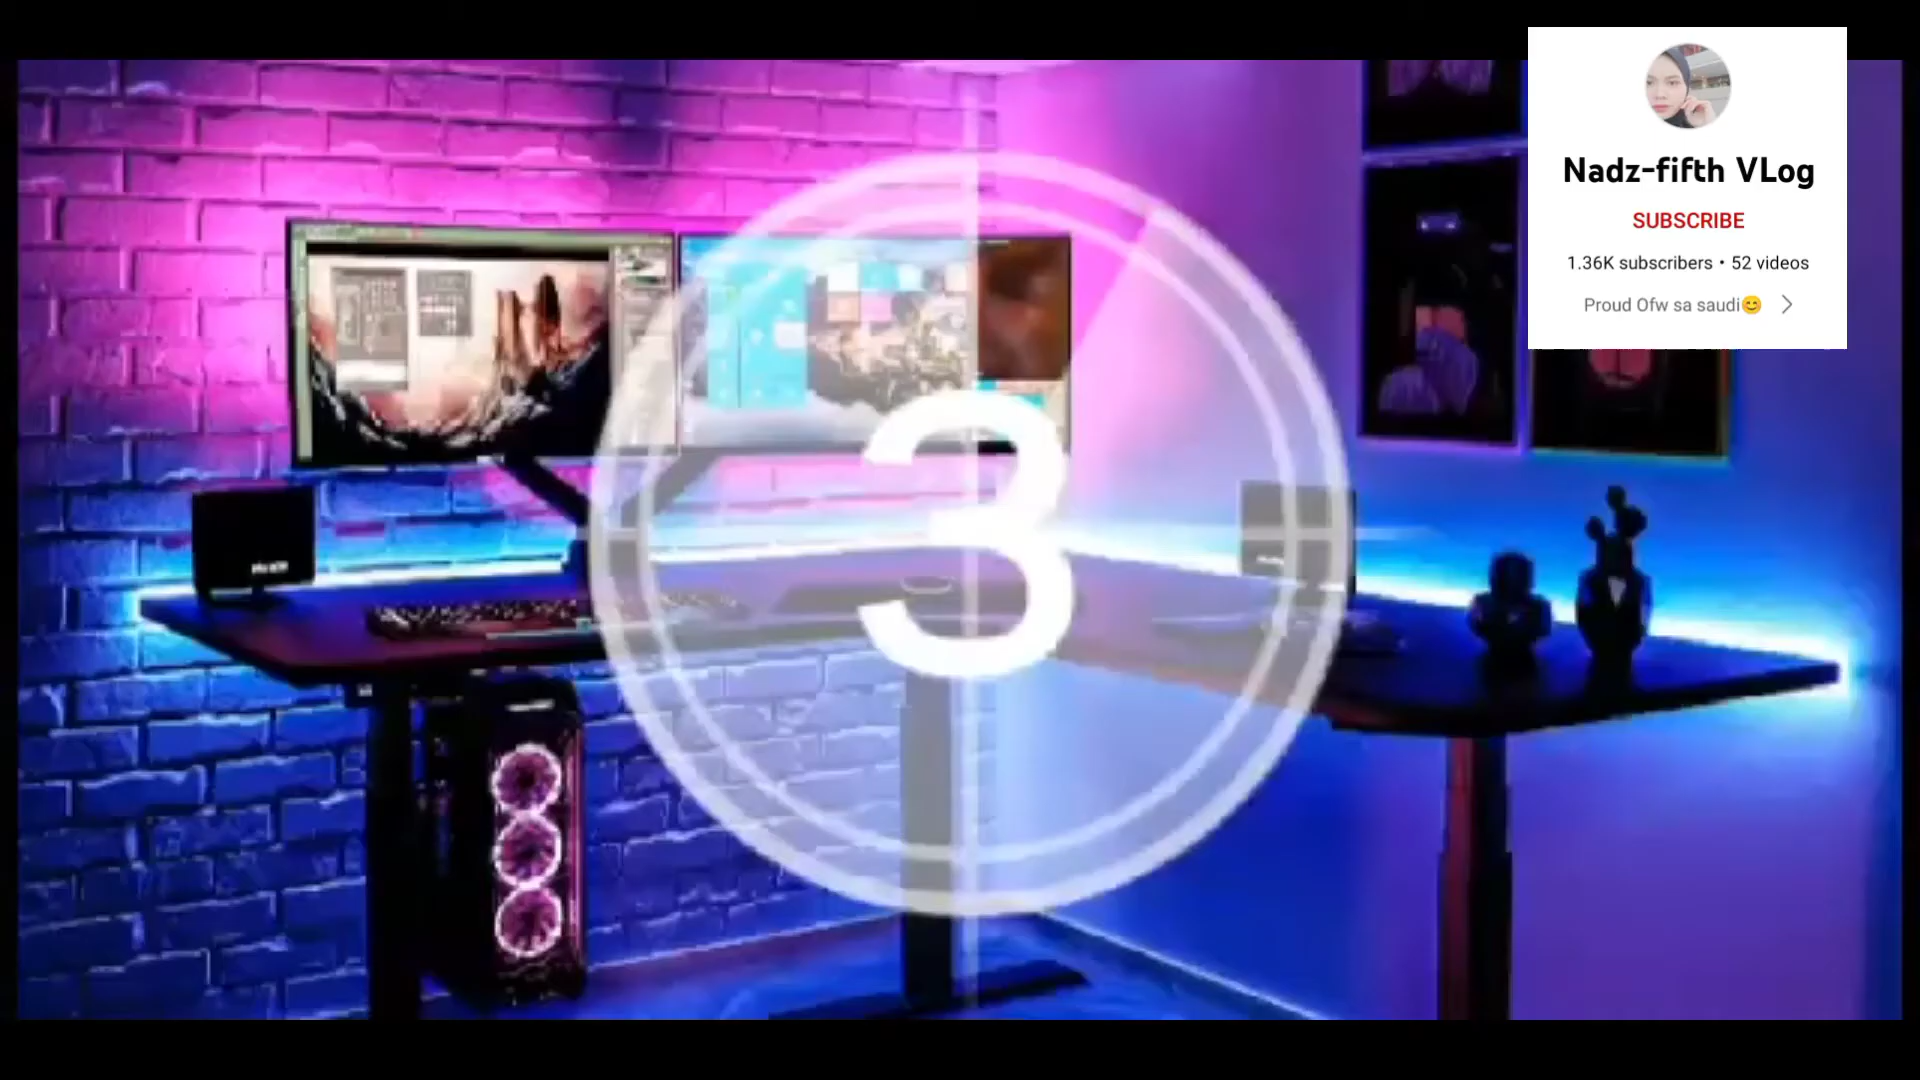 Nadz-fifth VLog
SUBSCRIBE
1.36K subscribers • 52 videos
Proud Ofw sa saudi😊
3